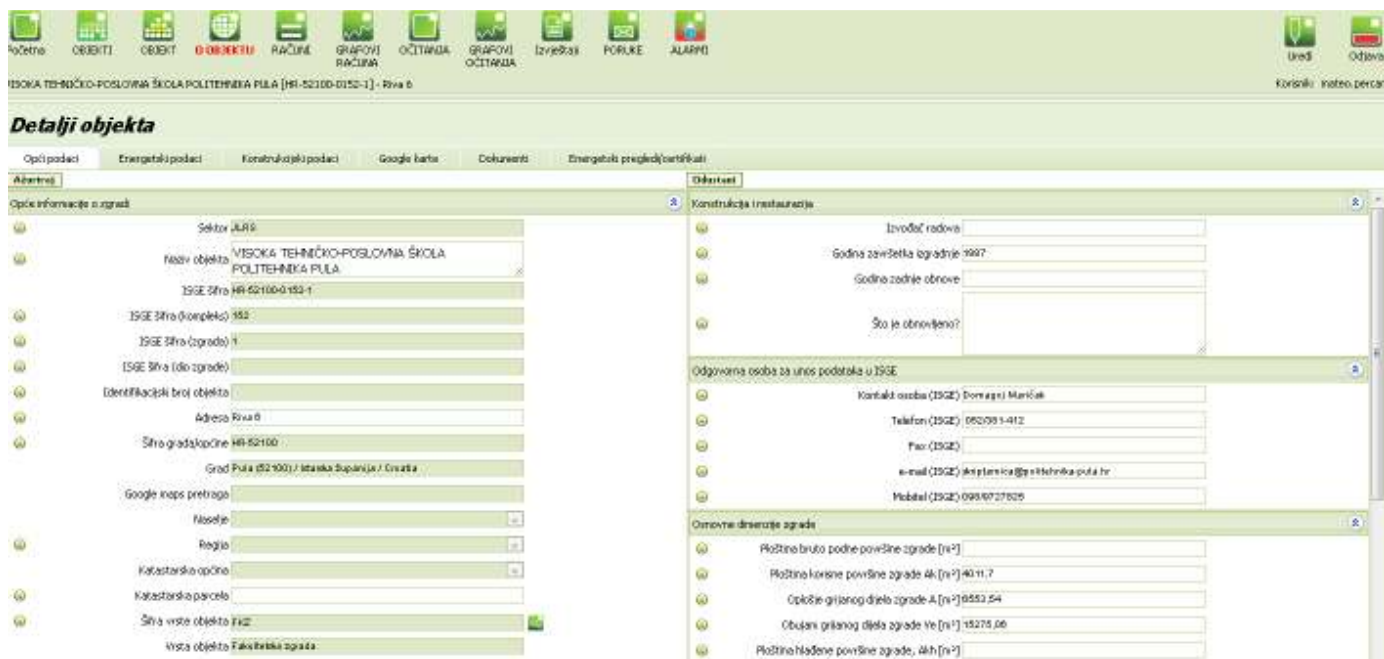 Početna OBJEKTI OBJEKT O OBJEKTU RAČUNI GRAFOVI RAČUNA OČITANJA GRAFOVI OČITANJA Izvještaji PORUKE ALARMI Uredi Odjava
VISOKA TEHNIČKO-POSLOVNA ŠKOLA POLITEHNIKA PULA [HR-52100-0152-1] - Riva 6
Korisnik: mateo.percan
Detalji objekta
Opći podaci Energetski podaci Konstrukcijski podaci Google karte Dokumenti Energetski pregledi/certifikati
Ažuriraj Odustani
Opće informacije o zgradi
Sektor JLRS
Naziv objekta VISOKA TEHNIČKO-POSLOVNA ŠKOLA
POLITEHNIKA PULA
ISGE šifra HR-52100-0152-1
ISGE šifra (kompleks) 152
ISGE šifra (zgrada) 1
ISGE šifra (dio zgrade)
Identifikacijski broj objekta
Adresa Riva 6
Šifra grada/općine HR-52100
Grad Pula (52100) / Istarska županija / Croatia
Google maps pretraga
Naselje
Regija
Katastarska općina
Katastarska parcela
Šifra vrste objekta
Vrsta objekta Fakultetska zgrada
Konstrukcija i restauracija
Izvođač radova
Godina završetka izgradnje
Godina zadnje obnove
Što je obnovljeno?
Odgovorna osoba za unos podataka u ISGE
Kontakt osoba (ISGE) Domagoj
Telefon (ISGE)
Fax (ISGE)
e-mail (ISGE) skriptarnica@politehnika-pula.hr
Mobitel (ISGE)
Osnovne dimenzije zgrade
Ploština bruto podne površine zgrade [m²]
Ploština korisne površine zgrade Ak [m²] 4011,7
Oplošje grijanog dijela zgrade A [m²]
Obujam grijanog dijela zgrade Ve [m³]
Ploština hlađene površine zgrade, Akh [m²]